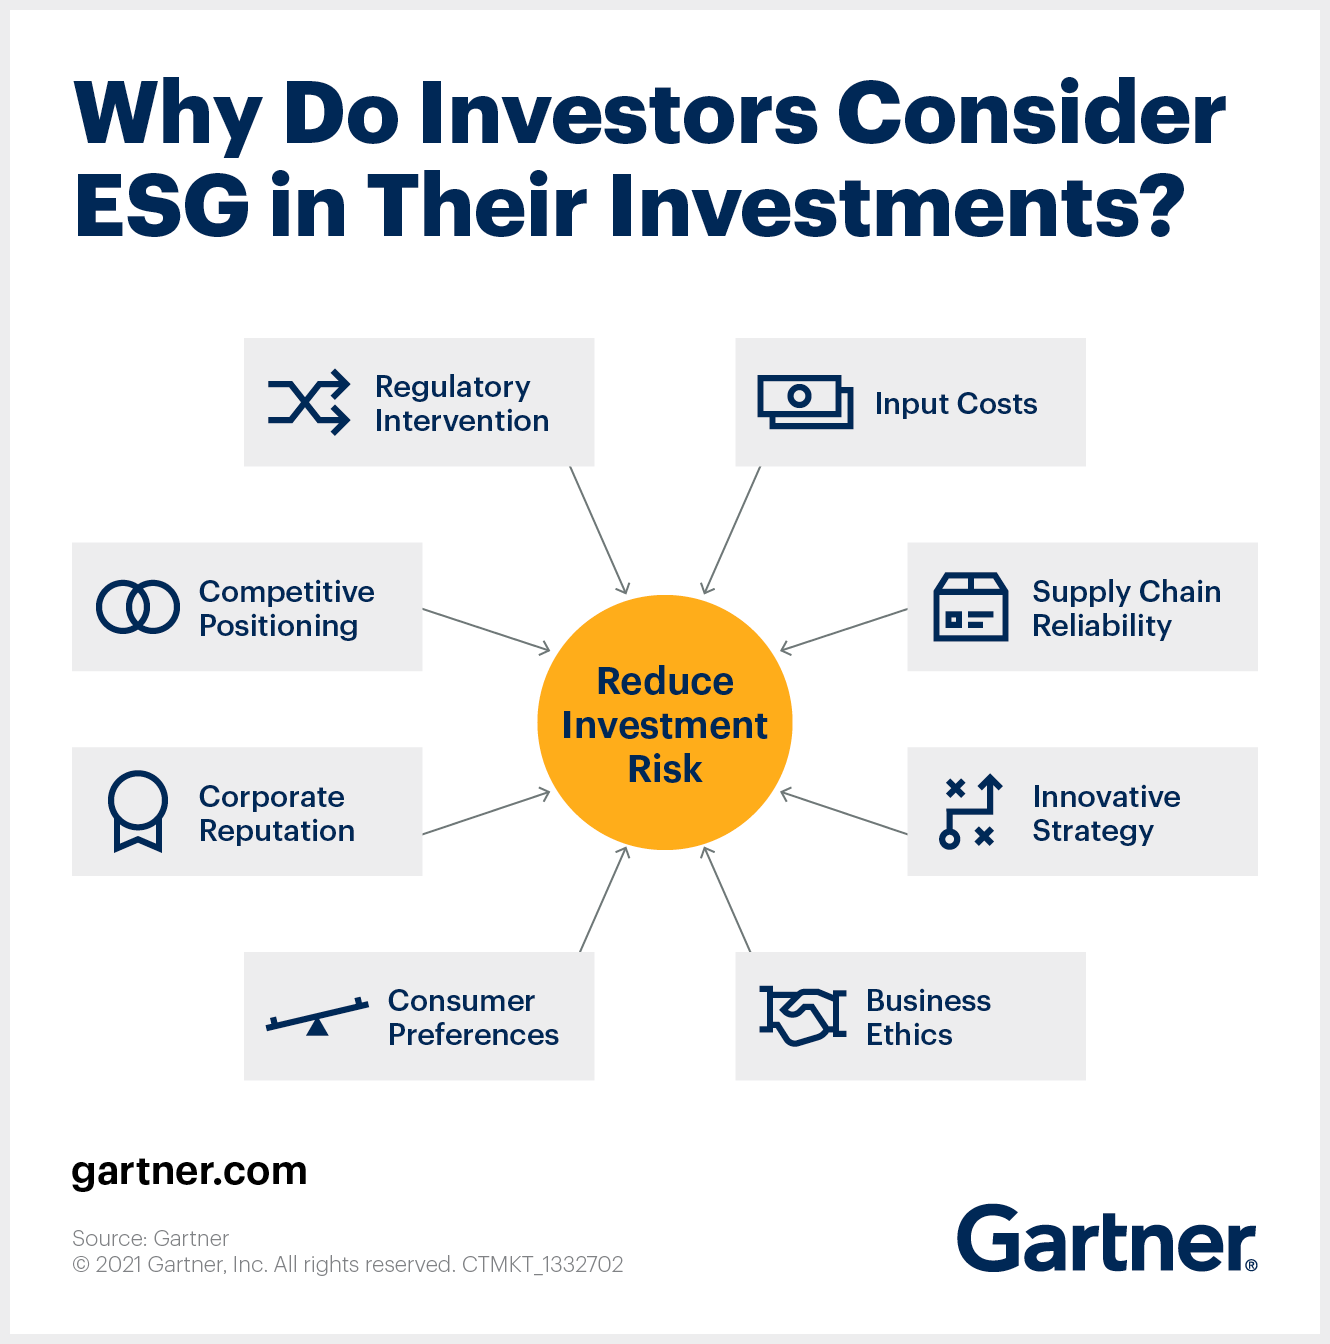 Why Do Investors Consider
ESG in Their Investments?
Regulatory
Intervention
Input Costs
Competitive
Positioning
Supply Chain
Reliability
Reduce
Investment
Risk
Corporate
Reputation
Innovative
Strategy
Consumer
Preferences
Business
Ethics
gartner.com
Source: Gartner
© 2021 Gartner, Inc. All rights reserved. CTMKT_1332702
Gartner®